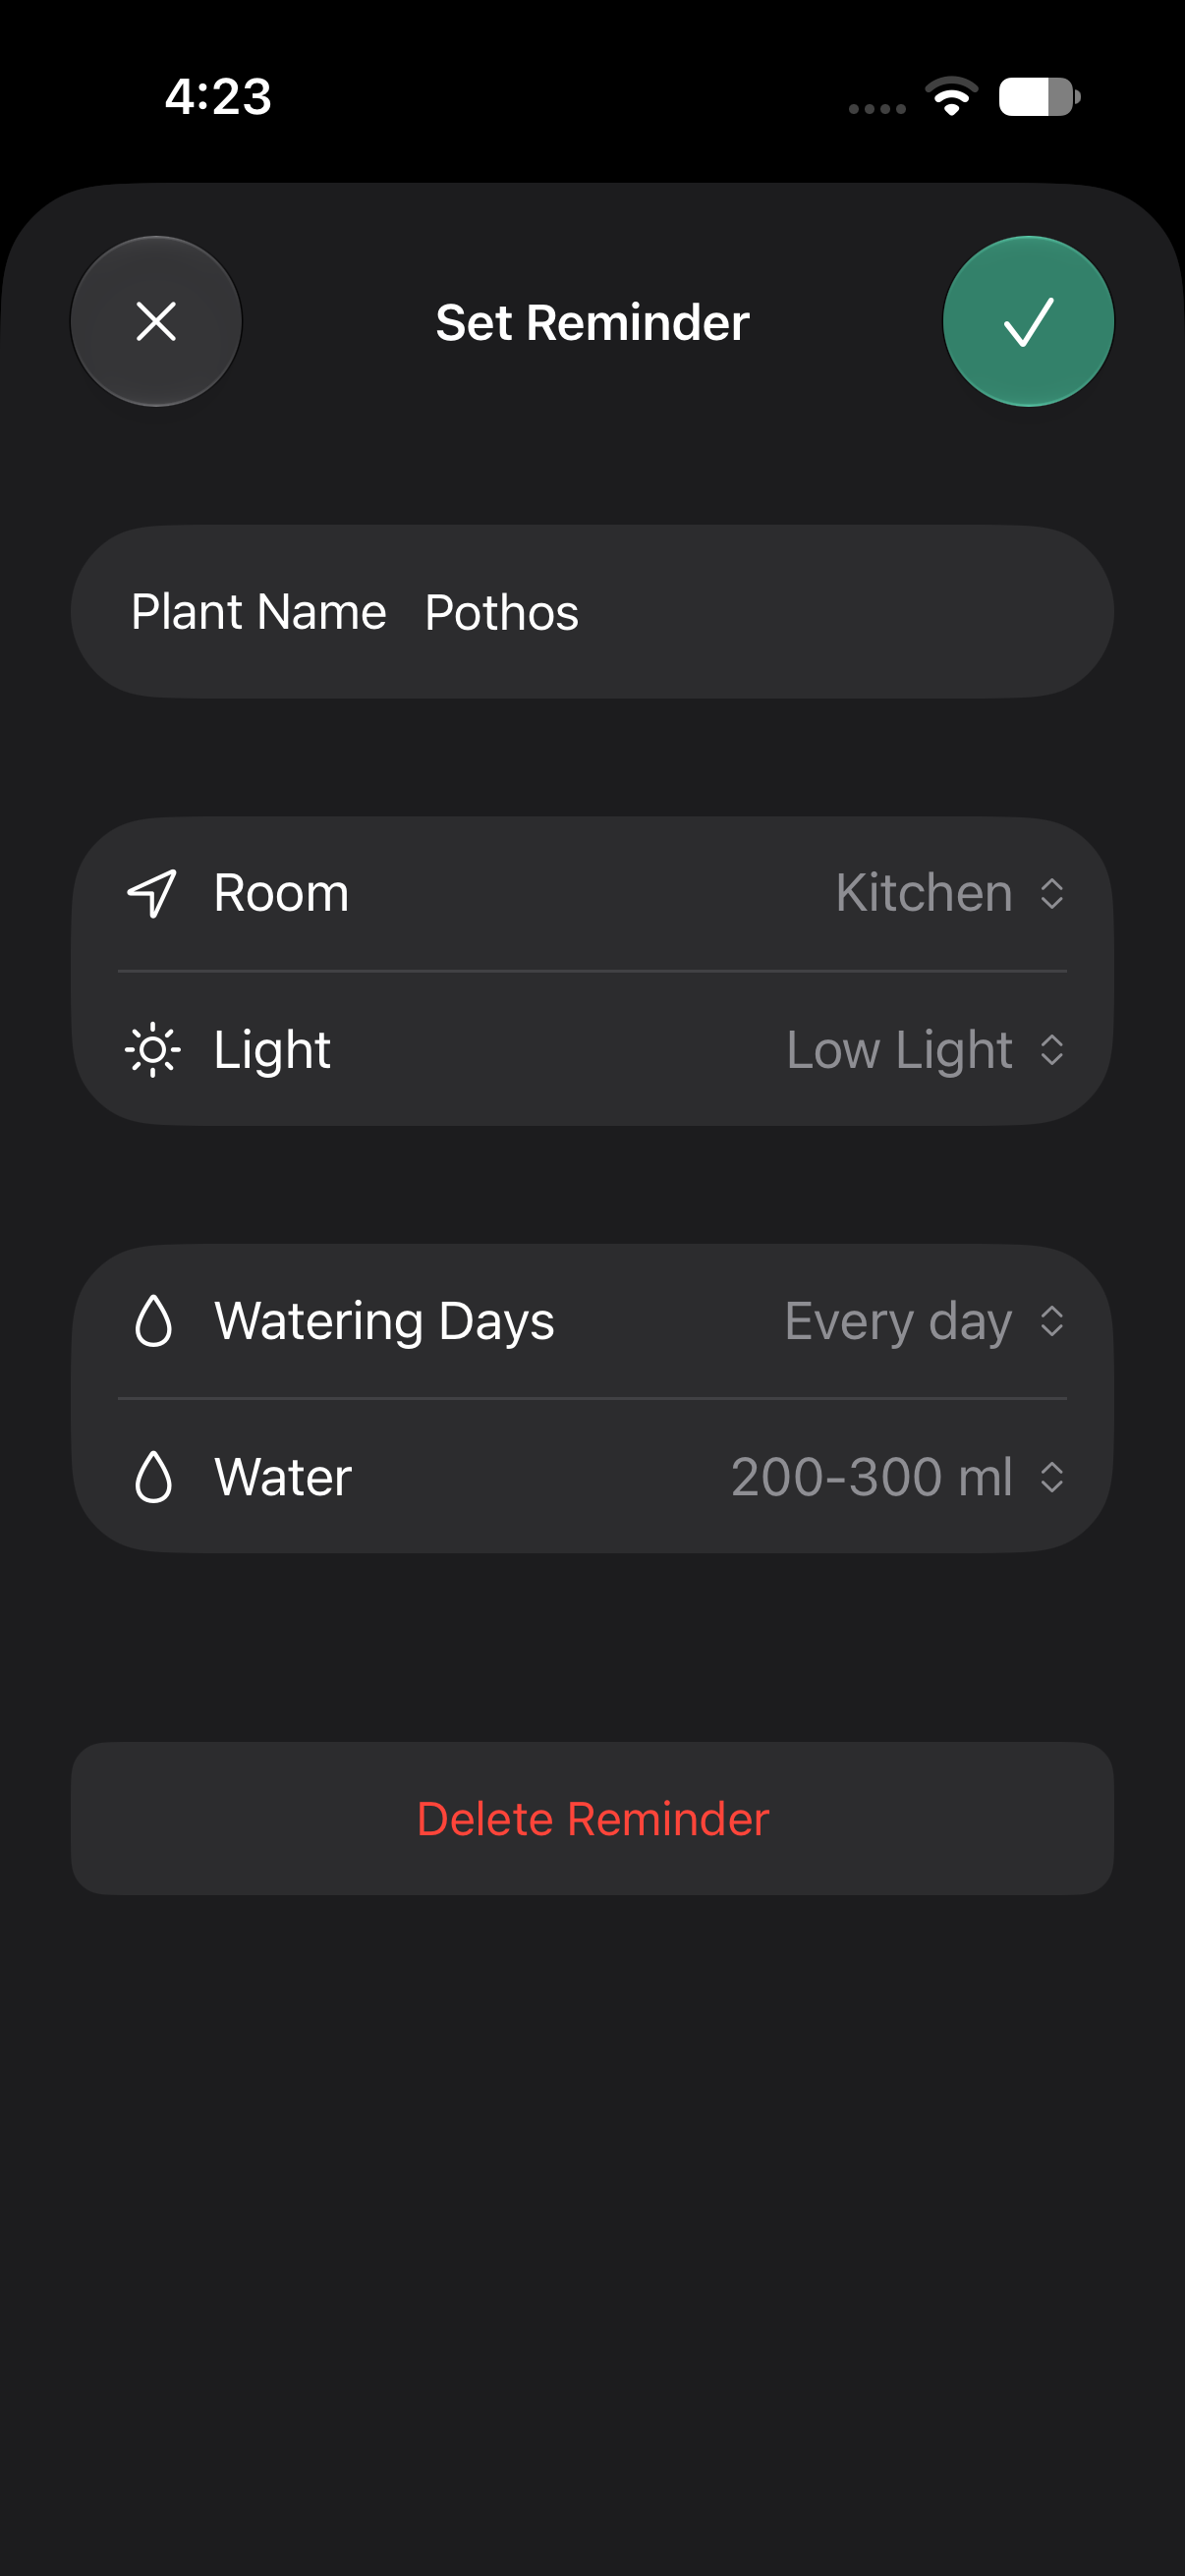 4:23
Set Reminder
Plant Name Pothos
Room Kitchen
Light Low Light
Watering Days Every day
Water 200-300 ml
Delete Reminder